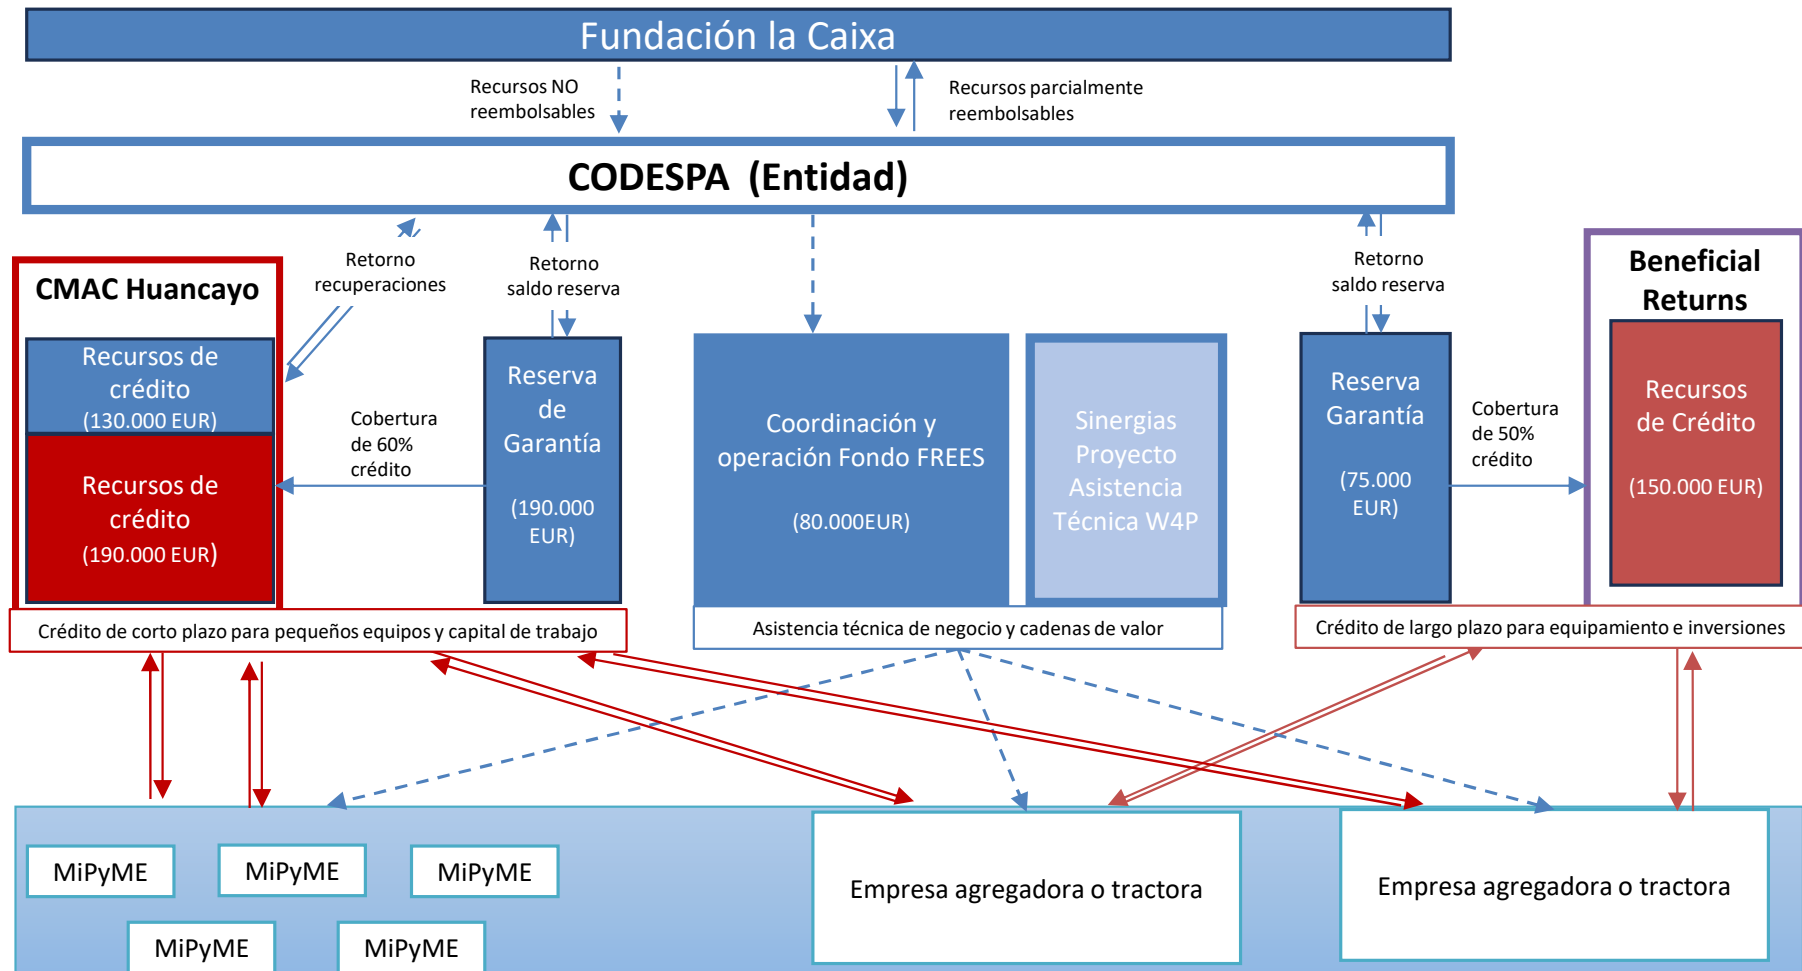 Fundación la Caixa
Recursos NO
reembolsables
Recursos parcialmente
reembolsables
CODESPA (Entidad)
Retorno
recuperaciones
Retorno
saldo reserva
Retorno
saldo reserva
CMAC Huancayo
Recursos de
crédito
(130.000 EUR)
Recursos de
crédito
(190.000 EUR)
Cobertura
de 60%
crédito
Reserva
de
Garantía
(190.000
EUR)
Coordinación y
operación Fondo FREES
(80.000EUR)
Sinergias
Proyecto
Asistencia
Técnica W4P
Reserva
Garantía
(75.000
EUR)
Cobertura
de 50%
crédito
Beneficial
Returns
Recursos
de Crédito
(150.000 EUR)
Crédito de corto plazo para pequeños equipos y capital de trabajo
Asistencia técnica de negocio y cadenas de valor
Crédito de largo plazo para equipamiento e inversiones
MiPyME
MiPyME
MiPyME
MiPyME
MiPyME
Empresa agregadora o tractora
Empresa agregadora o tractora